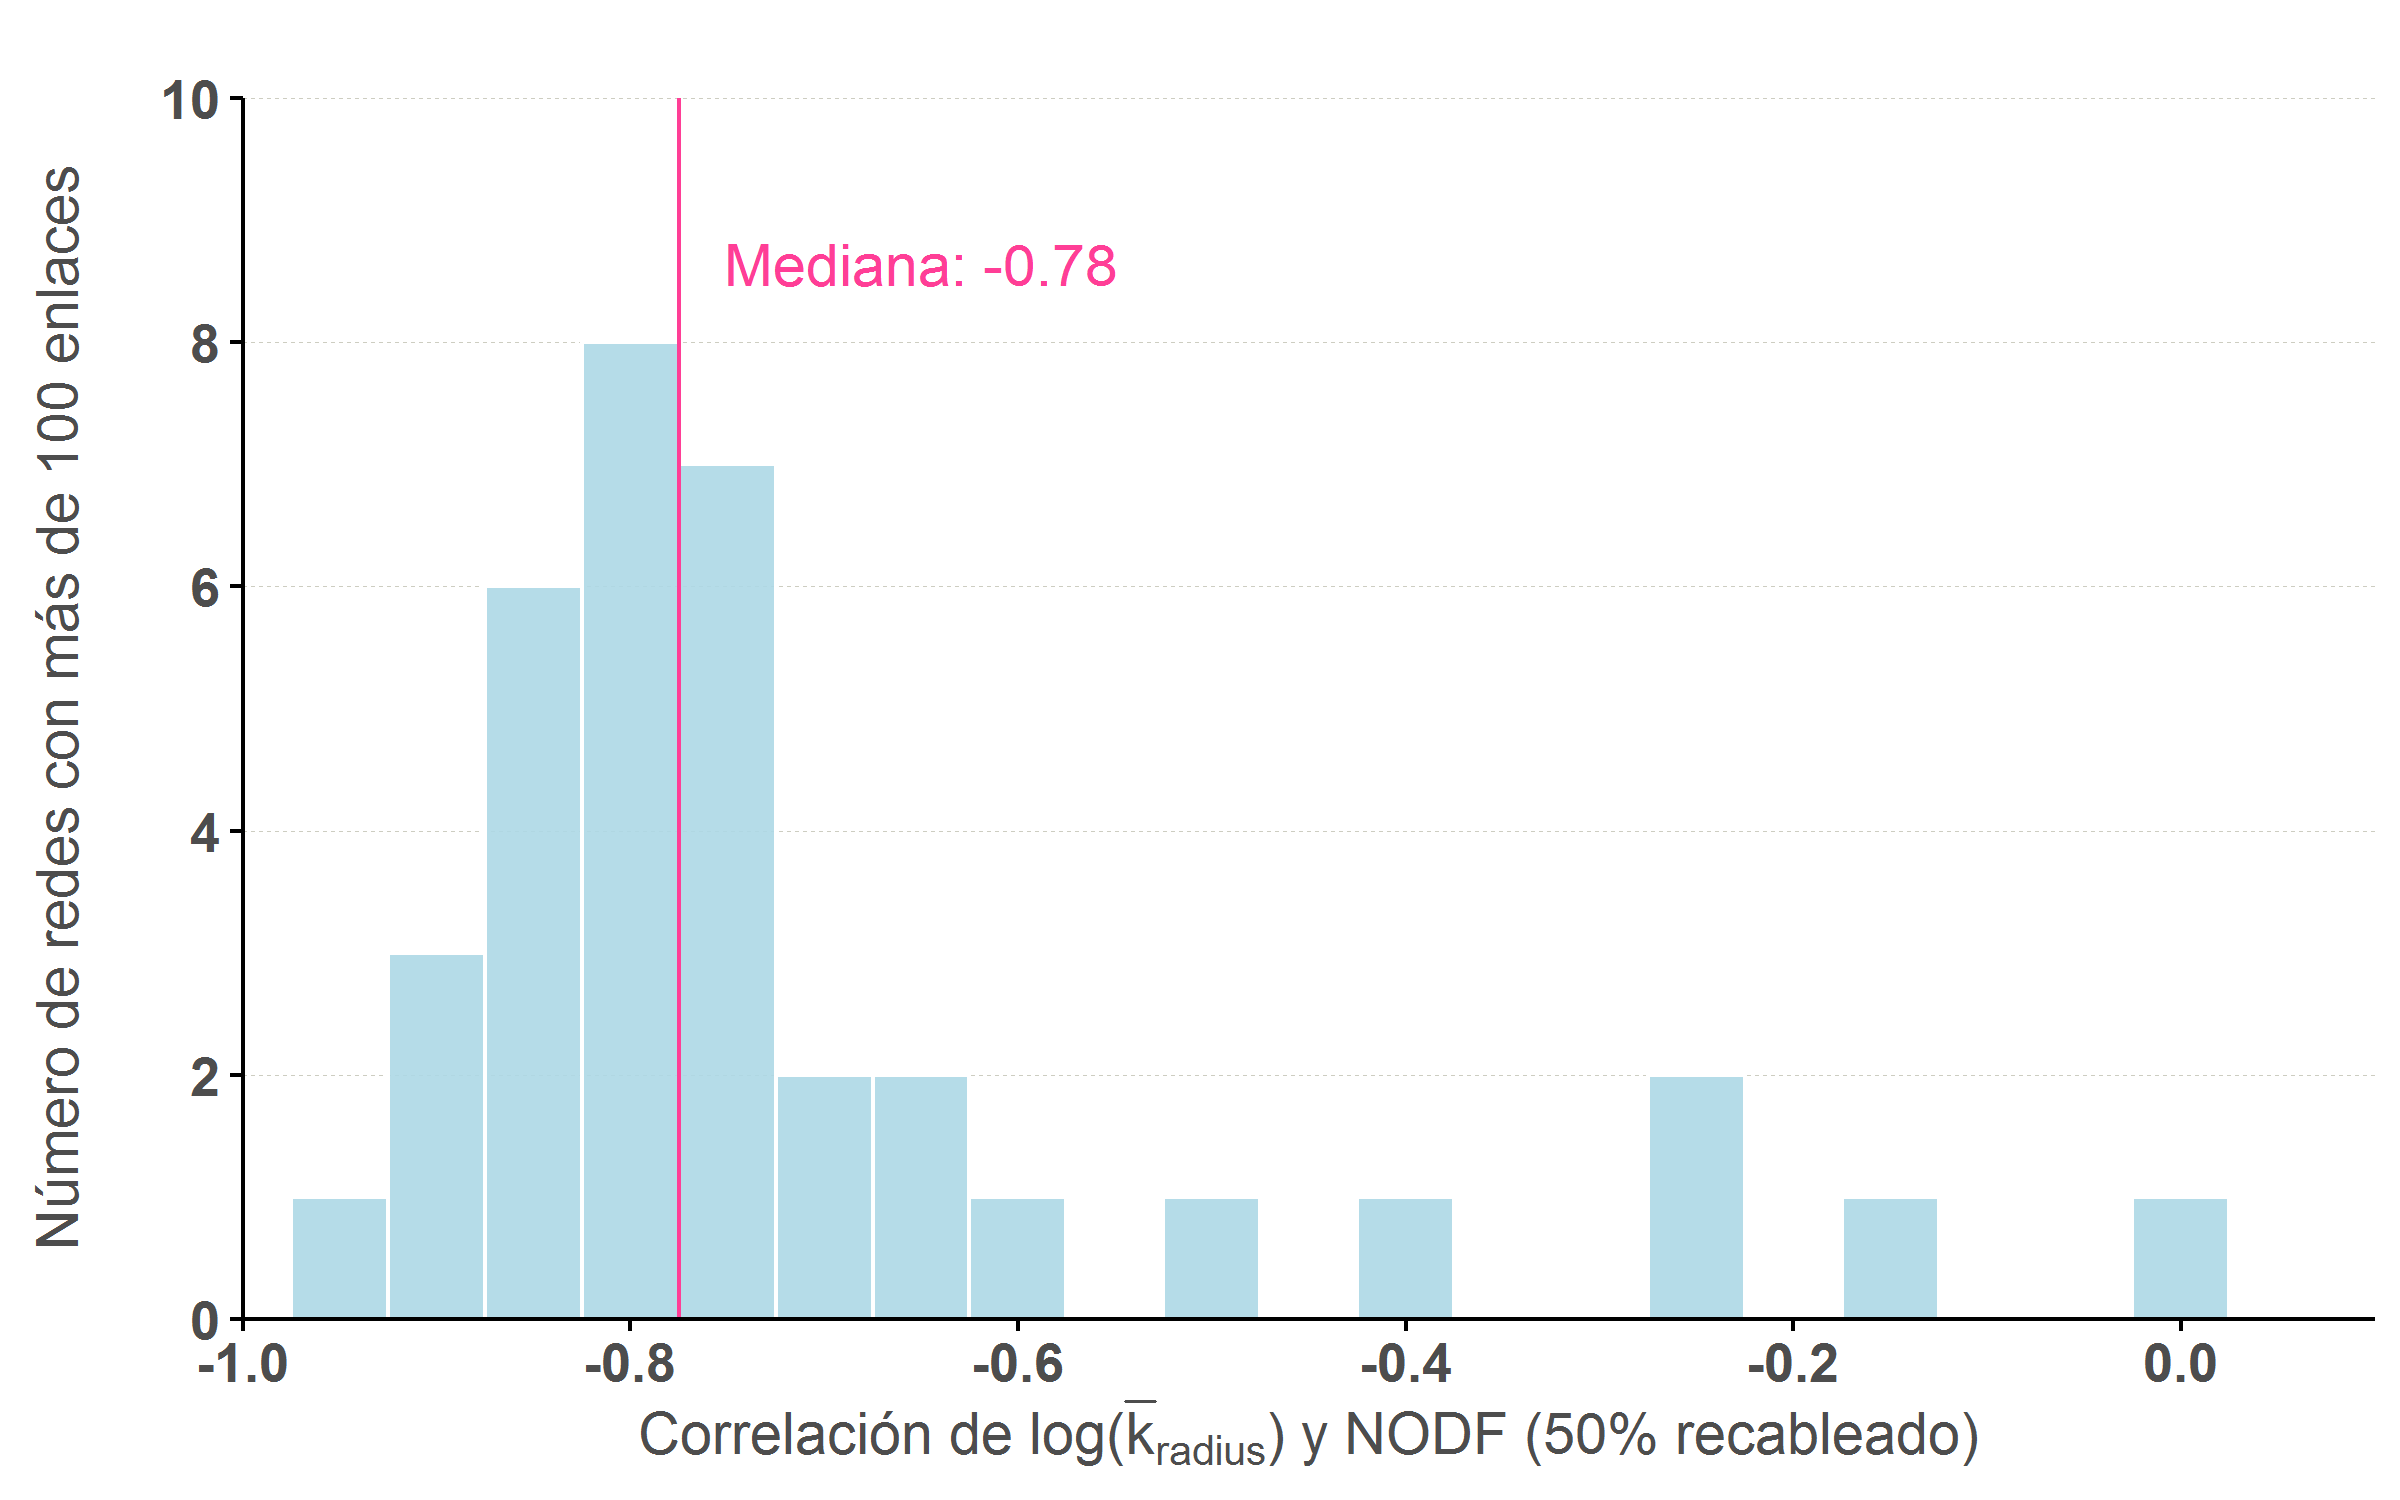 Número de redes con más de 100 enlaces
10
8
6
4
2
0
Mediana: -0.78
-1.0 -0.8 -0.6 -0.4 -0.2 0.0
Correlación de log(k̅radius) y NODF (50% recableado)